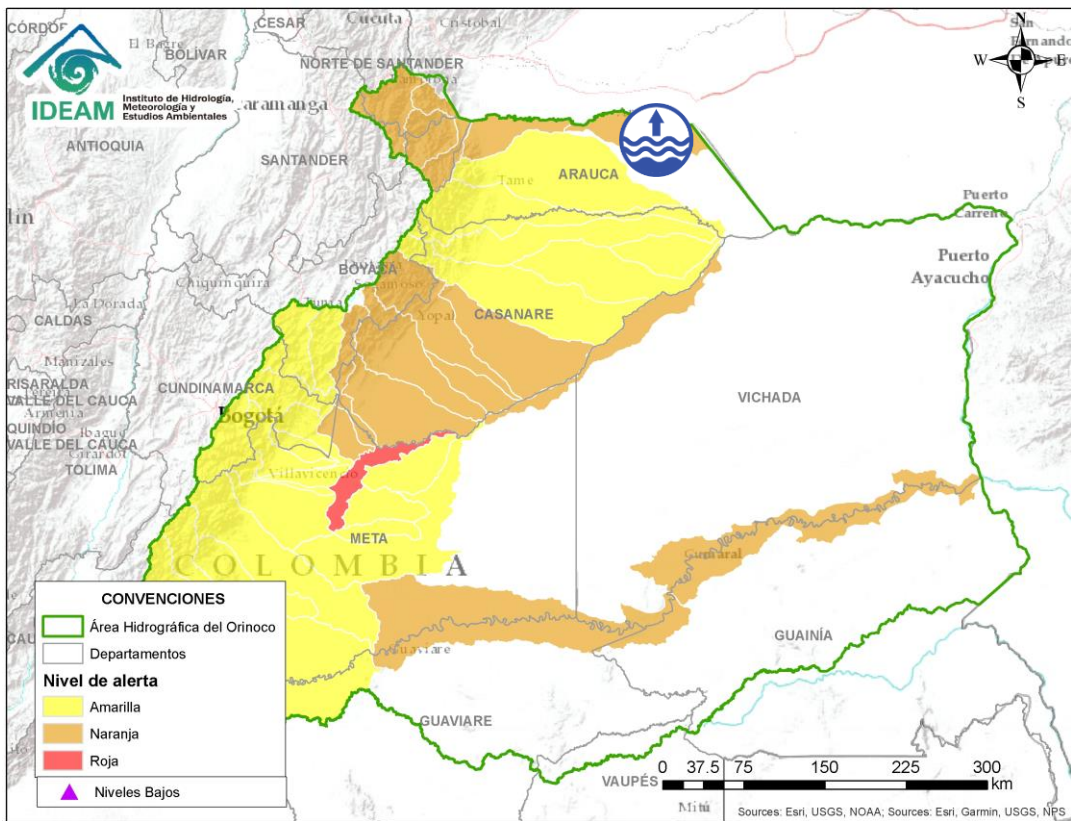 IDEAM
Instituto de Hidrología,
Meteorología y
Estudios Ambientales
CESAR
Cucuta
Cristobal
N
W
E
S
BOLÍVAR
NORTE DE SANTANDER
ANTIOQUIA
SANTANDER
ARAUCA
Tame
Puerto
Carreño
Puerto
Ayacucho
BOYACÁ
Chiquinquira
La Dorada
CALDAS
Yopal
CASANARE
Manizales
RISARALDA
CUNDINAMARCA
VALLE DEL CAUCA
Armenia
Bogotá
VICHADA
QUINDÍO
Ibague
VALLE DEL CAUCA
Girardot
TOLIMA
Villavicencio
META
COLOMBIA
GUAINÍA
GUAVIARE
VAUPÉS
Mitú
CONVENCIONES
Área Hidrográfica del Orinoco
Departamentos
Nivel de alerta
Amarilla
Naranja
Roja
Niveles Bajos
0 37.5 75 150 225 300
km
Sources: Esri, USGS, NOAA; Sources: Esri, Garmin, USGS, NPS